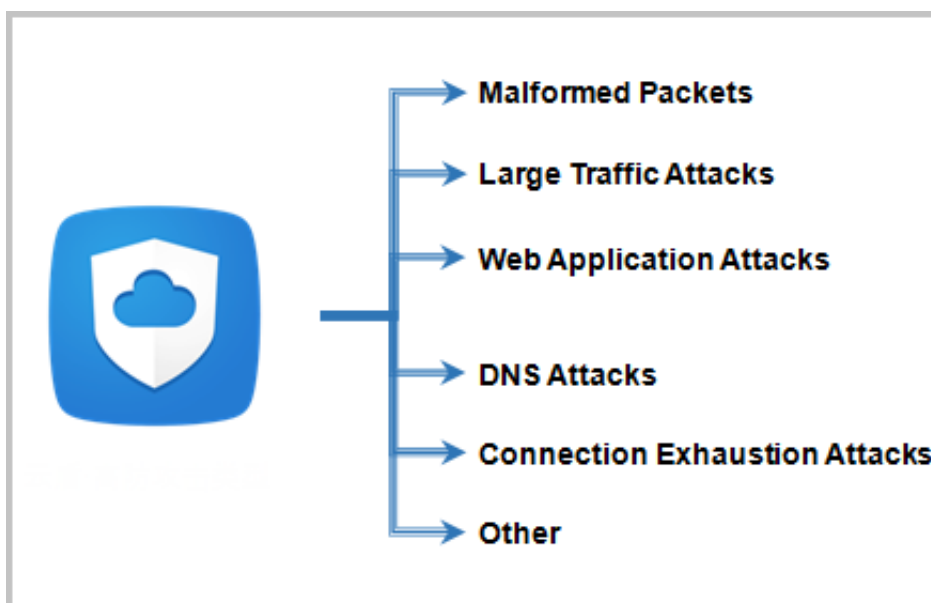 Malformed Packets
Large Traffic Attacks
Web Application Attacks
DNS Attacks
Connection Exhaustion Attacks
Other